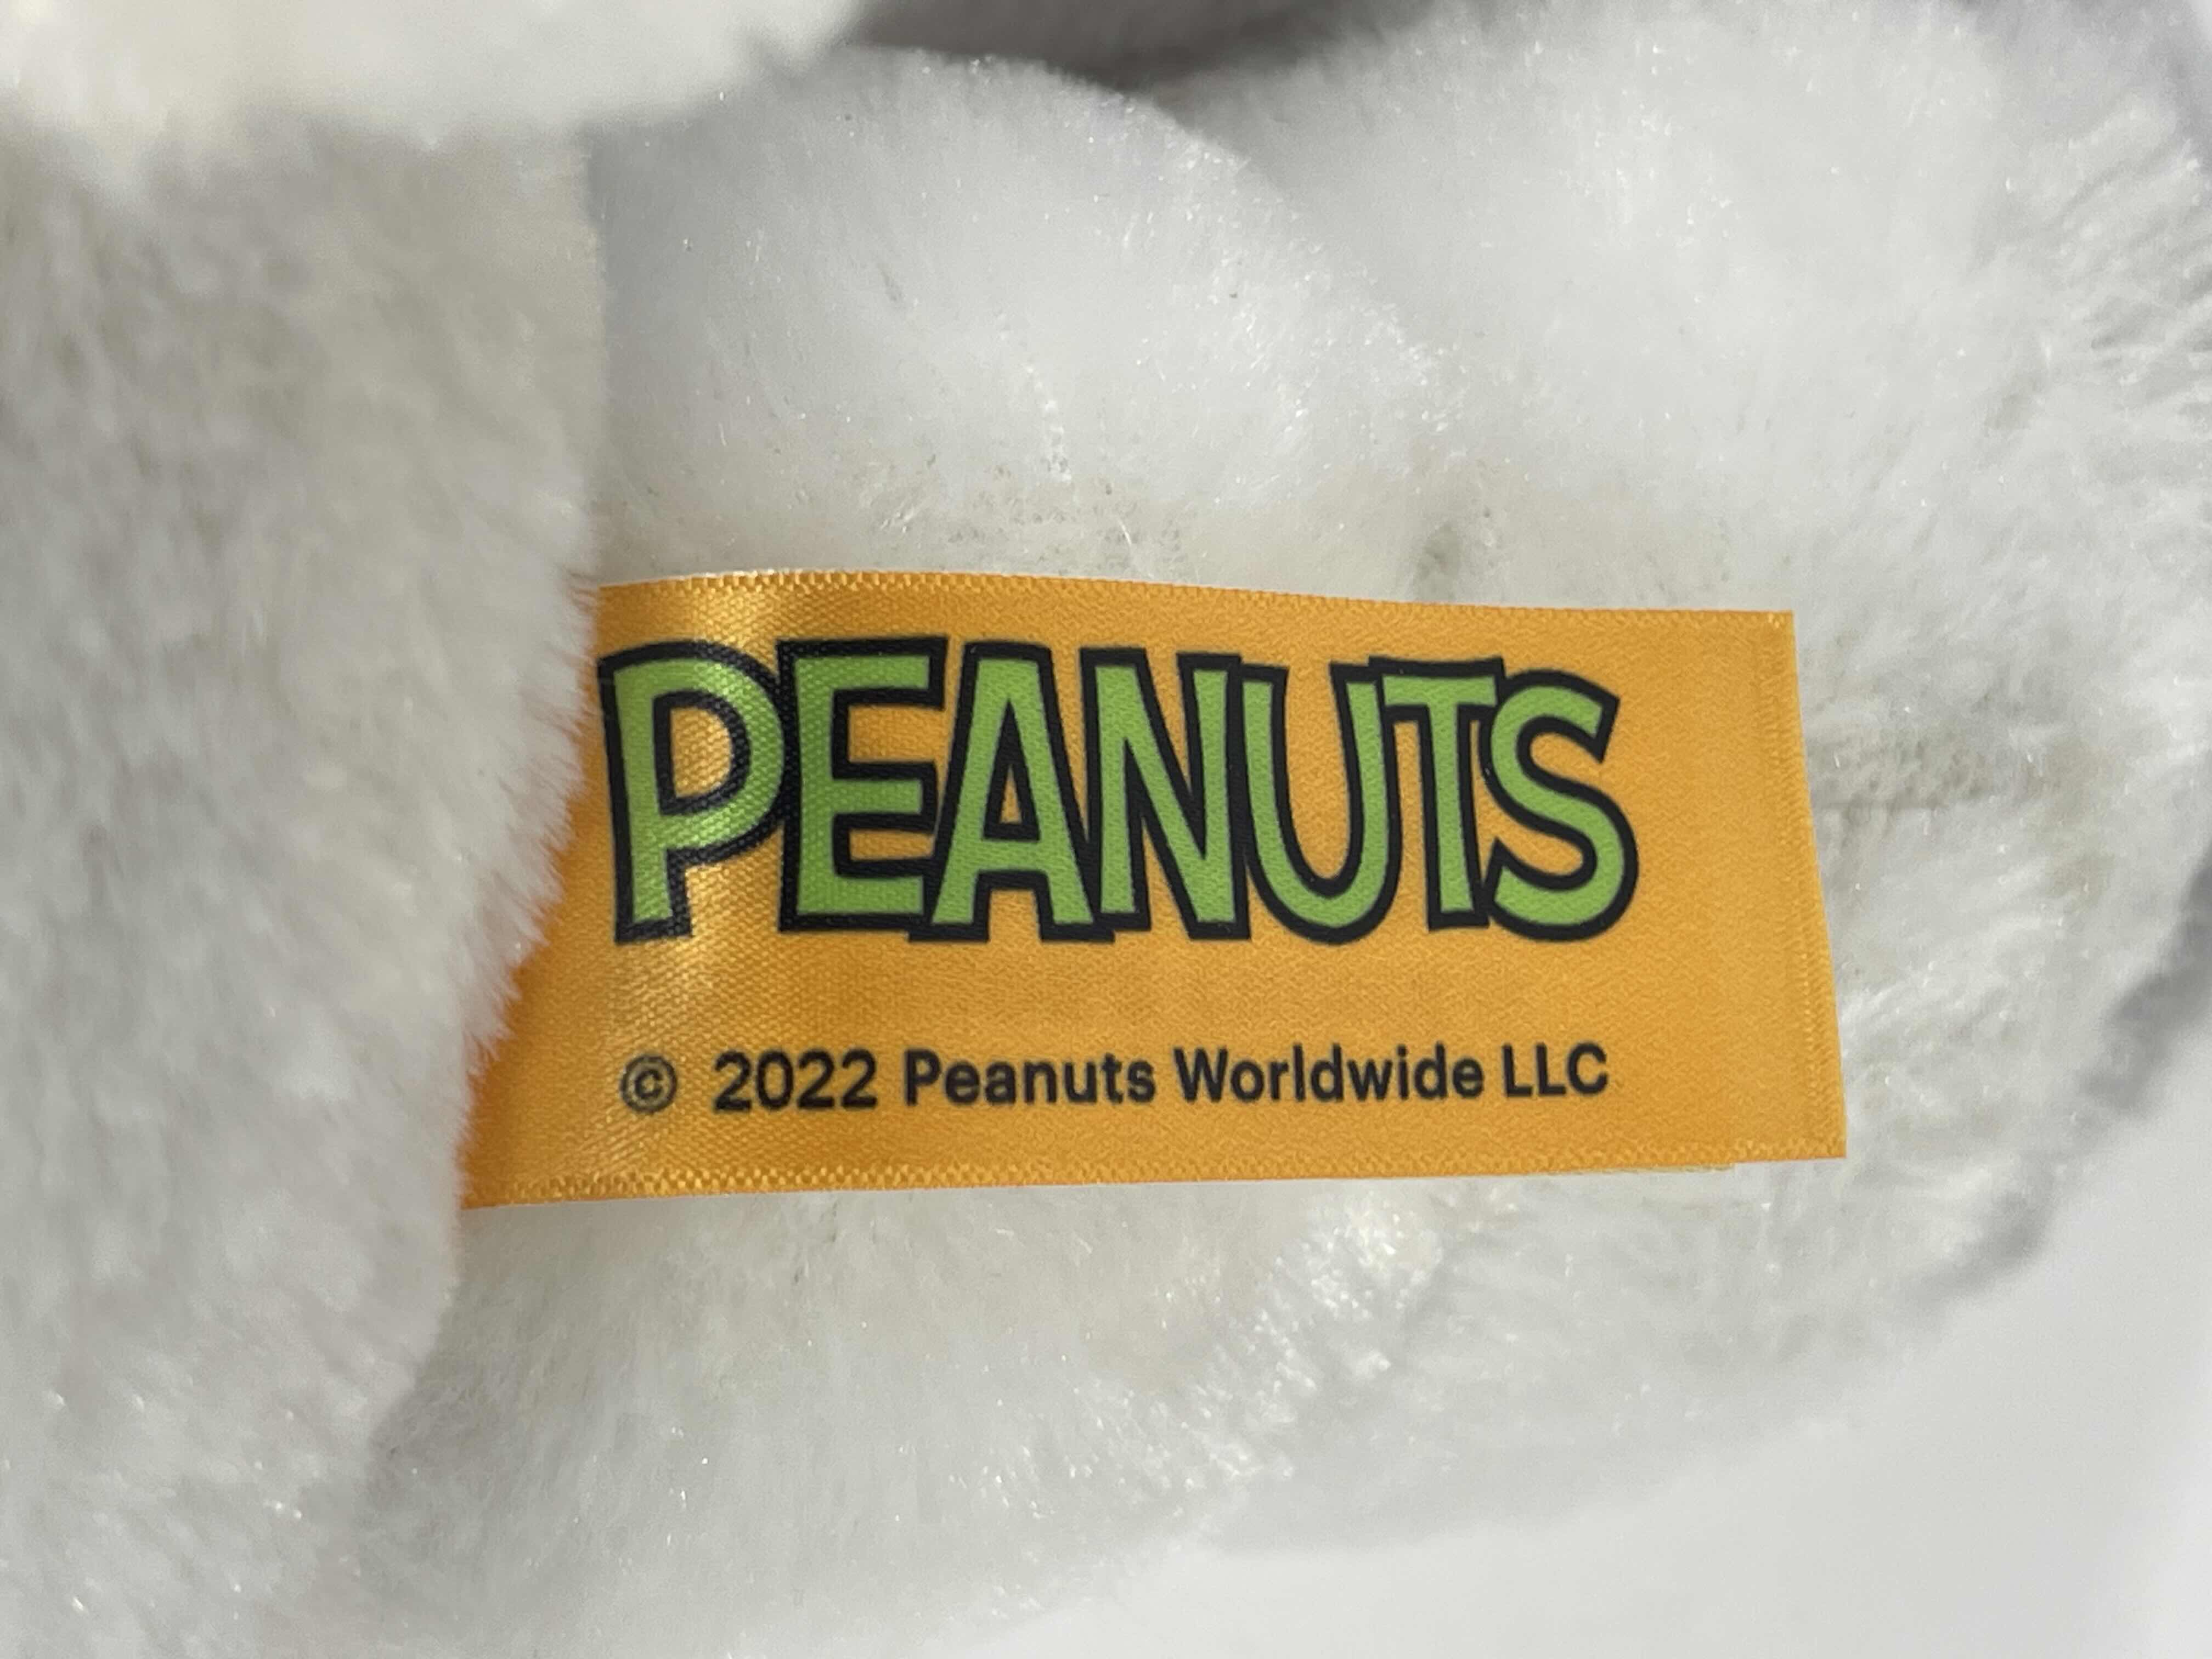 PEANUTS
© 2022 Peanuts Worldwide LLC